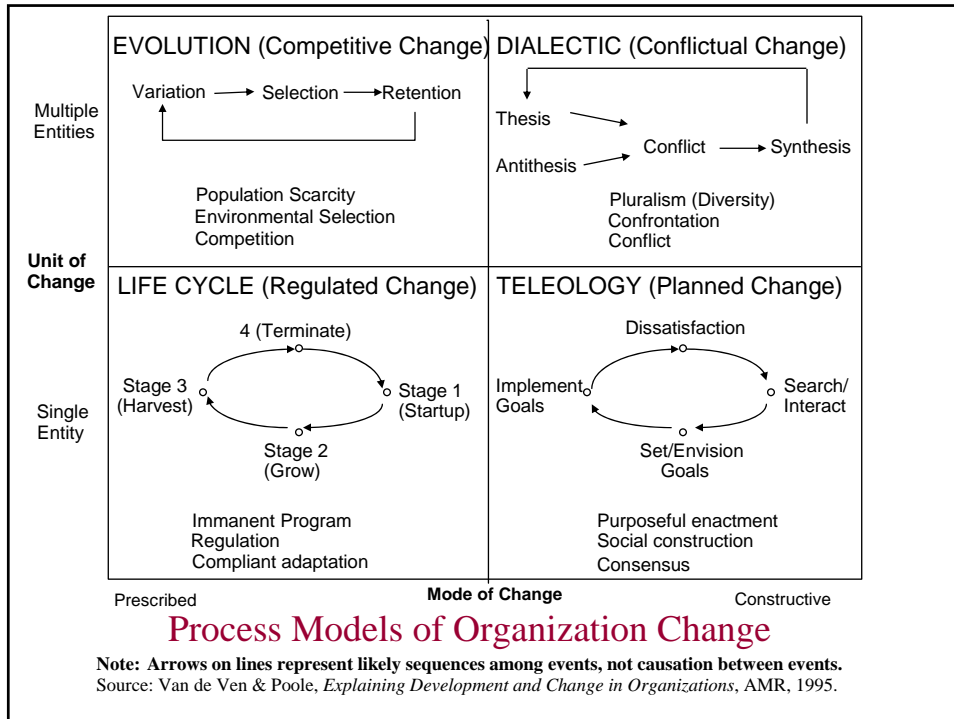 EVOLUTION (Competitive Change)
Variation
Selection
Retention
Population Scarcity
Environmental Selection
Competition
DIALECTIC (Conflictual Change)
Thesis
Antithesis
Conflict
Synthesis
Pluralism (Diversity)
Confrontation
Conflict
Multiple
Entities
Unit of
Change
LIFE CYCLE (Regulated Change)
4 (Terminate)
Stage 3
(Harvest)
Stage 1
(Startup)
Stage 2
(Grow)
Immanent Program
Regulation
Compliant adaptation
TELEOLOGY (Planned Change)
Dissatisfaction
Implement
Goals
Search/
Interact
Set/Envision
Goals
Purposeful enactment
Social construction
Consensus
Single
Entity
Prescribed
Mode of Change
Constructive
Process Models of Organization Change
Note: Arrows on lines represent likely sequences among events, not causation between events.
Source: Van de Ven & Poole, Explaining Development and Change in Organizations, AMR, 1995.